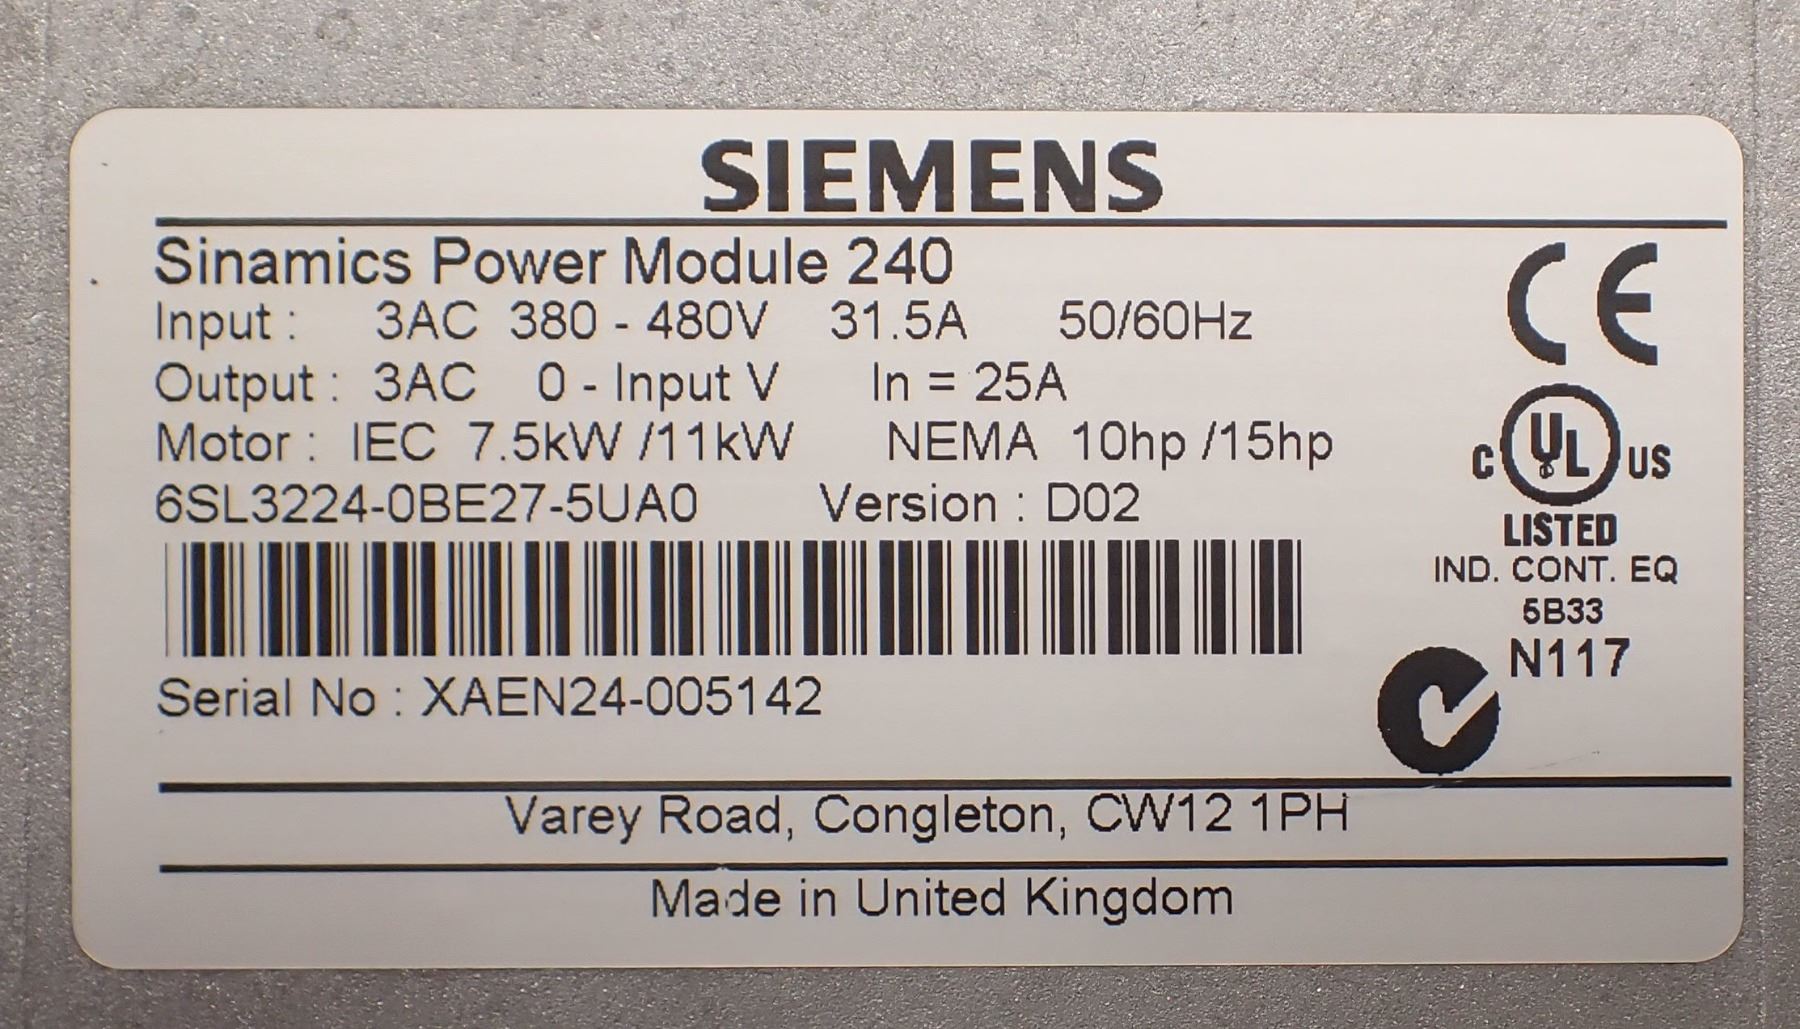 SIEMENS
Sinamics Power Module 240
Input : 3AC 380 - 480V 31.5A 50/60Hz
Output : 3AC 0 - Input V In = 25A
Motor : IEC 7.5kW /11kW NEMA 10hp /15hp
6SL3224-0BE27-5UA0 Version : D02
Serial No : XAEN24-005142
CE
C UL US
LISTED
IND. CONT. EQ
5B33
N117
Varey Road, Congleton, CW12 1PH
Made in United Kingdom